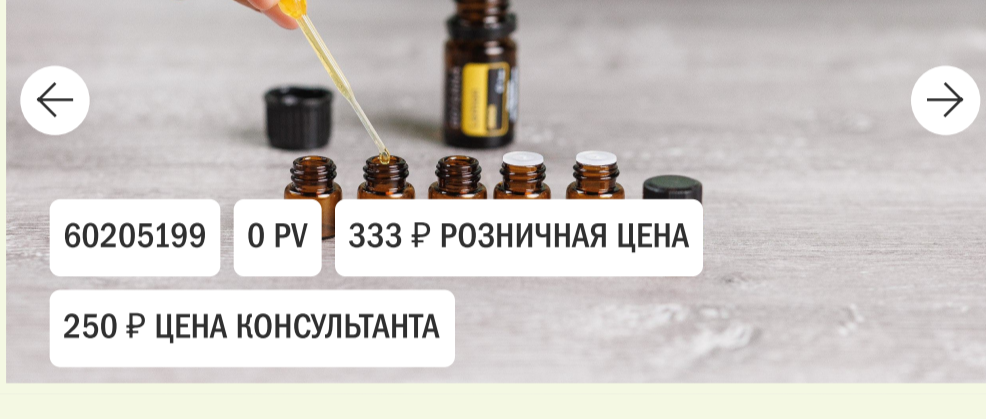 60205199 0 PV 333 ₽ РОЗНИЧНАЯ ЦЕНА
250 ₽ ЦЕНА КОНСУЛЬТАНТА